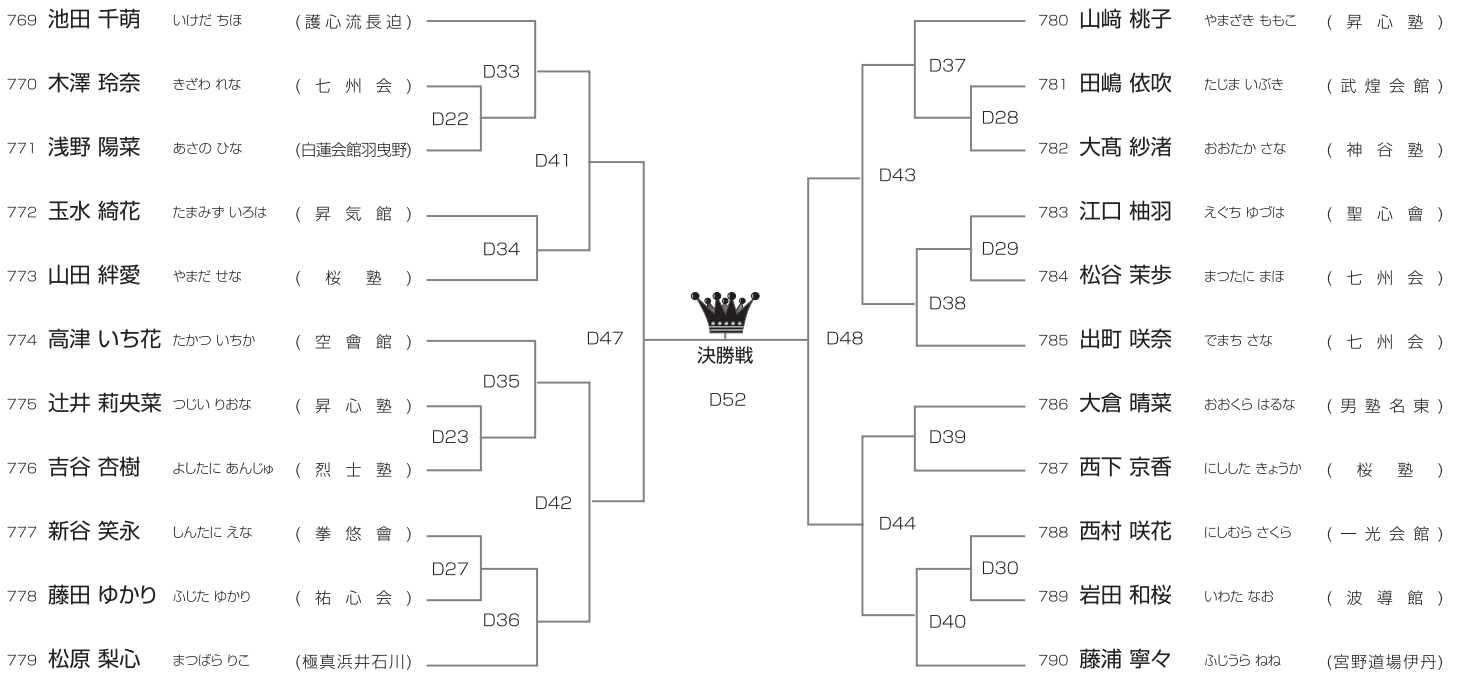 769 池田 千萌 いけだ ちほ (護心流長迫)
D33
770 木澤 玲奈 きざわ れな (七州会)
D22
771 浅野 陽菜 あさの ひな (白蓮会館羽曳野)
D41
772 玉水 綺花 たまみず いろは (昇気館)
D34
773 山田 絆愛 やまだ せな (桜塾)
D47
774 高津 いち花 たかつ いちか (空會館)
D35
775 辻井 莉央菜 つじい りおな (昇心塾)
D23
776 吉谷 杏樹 よしたに あんじゅ (烈士塾)
D42
777 新谷 笑永 しんたに えな (拳悠會)
D27
778 藤田 ゆかり ふじた ゆかり (祐心会)
D36
779 松原 梨心 まつばら りこ (極真浜井石川)
決勝戦
D52
780 山﨑 桃子 やまざき ももこ (昇心塾)
D37
781 田嶋 依吹 たじま いぶき (武煌会館)
D28
782 大髙 紗渚 おおたか さな (神谷塾)
D43
783 江口 柚羽 えぐち ゆづは (聖心會)
D29
784 松谷 茉歩 まつたに まほ (七州会)
D38
785 出町 咲奈 でまち さな (七州会)
D48
786 大倉 晴菜 おおくら はるな (男塾名東)
D39
787 西下 京香 にしした きょうか (桜塾)
D44
788 西村 咲花 にしむら さくら (一光会館)
D30
789 岩田 和桜 いわた なお (波導館)
D40
790 藤浦 寧々 ふじうら ねね (宮野道場伊丹)